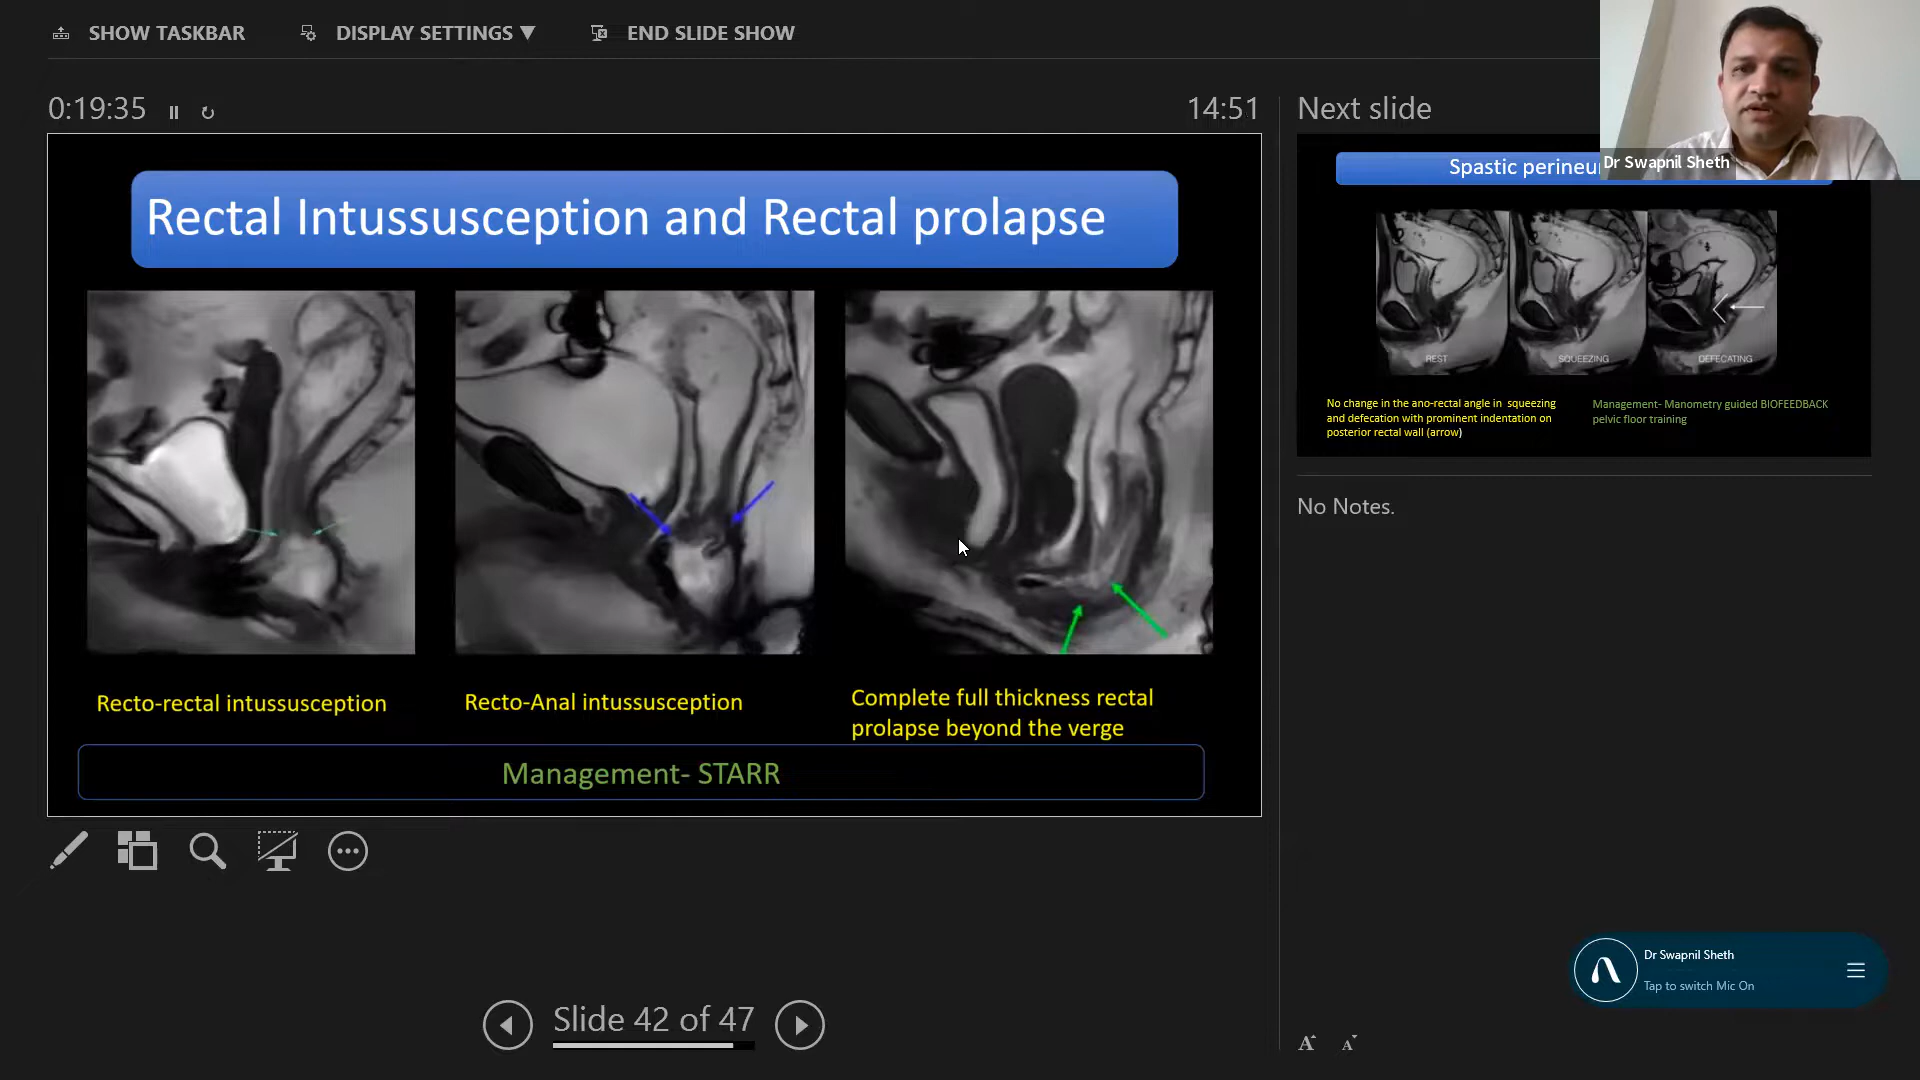 SHOW TASKBAR
DISPLAY SETTINGS ▼
END SLIDE SHOW
0:19:35
14:51
Next slide
Rectal Intussusception and Rectal prolapse
Recto-rectal intussusception
Recto-Anal intussusception
Complete full thickness rectal
prolapse beyond the verge
Management- STARR
Spastic
Dr Swapnil Sheth
REST
SQUEEZING
DEFECATING
No change in the ano-rectal angle in squeezing
and defecation with prominent indentation on
posterior rectal wall (arrow)
Management- Manometry guided BIOFEEDBACK
pelvic floor training
No Notes.
Dr Swapnil Sheth
Tap to switch Mic On
Slide 42 of 47
A A